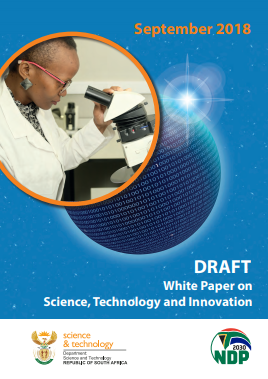 September 2018
DRAFT
White Paper on
Science, Technology and Innovation
science
& technology
Department:
Science and Technology
REPUBLIC OF SOUTH AFRICA
2030
NDP